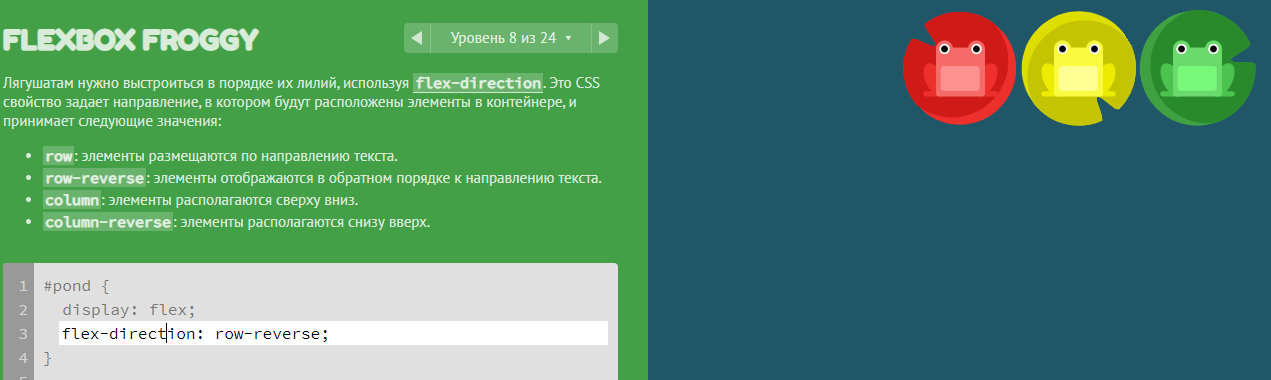 FLEXBOX FROGGY
Уровень 8 из 24
Лягушатам нужно выстроиться в порядке их лилий, используя flex-direction. Это CSS
свойство задает направление, в котором будут расположены элементы в контейнере, и
принимает следующие значения:
• row: элементы размещаются по направлению текста.
• row-reverse: элементы отображаются в обратном порядке к направлению текста.
• column: элементы располагаются сверху вниз.
• column-reverse: элементы располагаются снизу вверх.
1 #pond {
2 display: flex;
3 flex-direction: row-reverse;
4 }